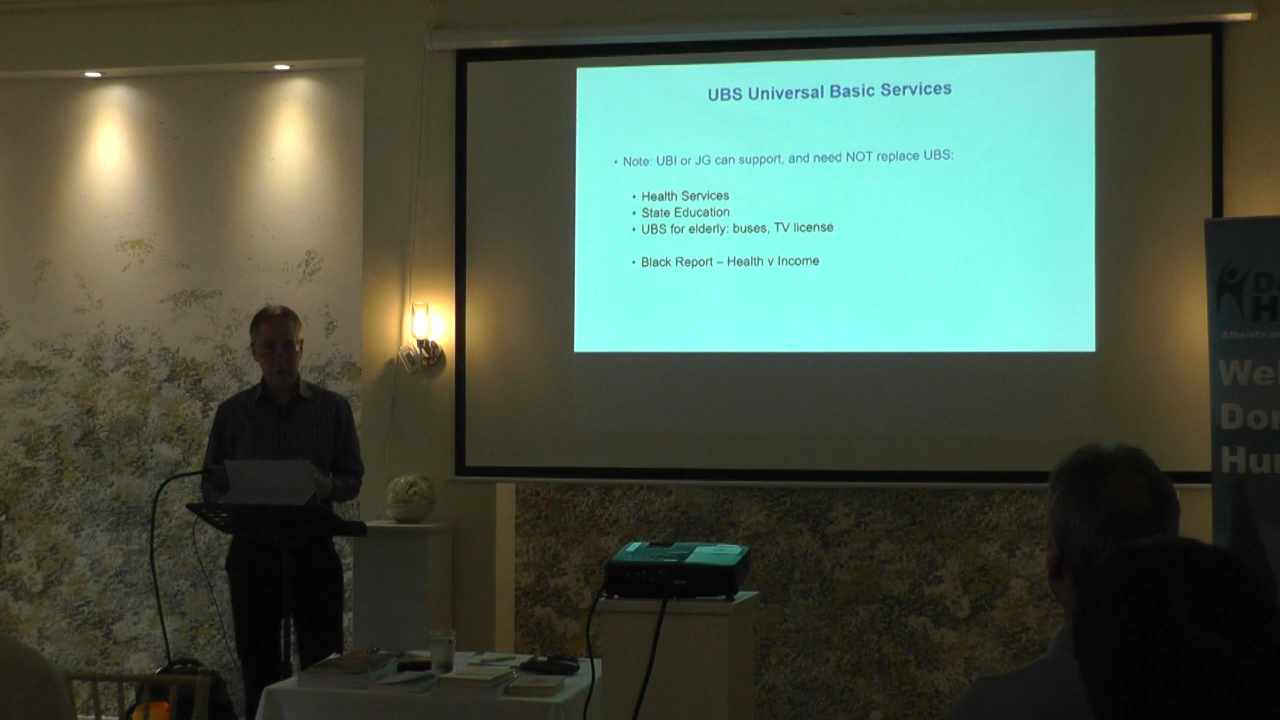 UBS Universal Basic Services
• Note: UBI or JG can support, and need NOT replace UBS:
• Health Services
• State Education
• UBS for elderly: buses, TV license
• Black Report – Health v Income
Atheists